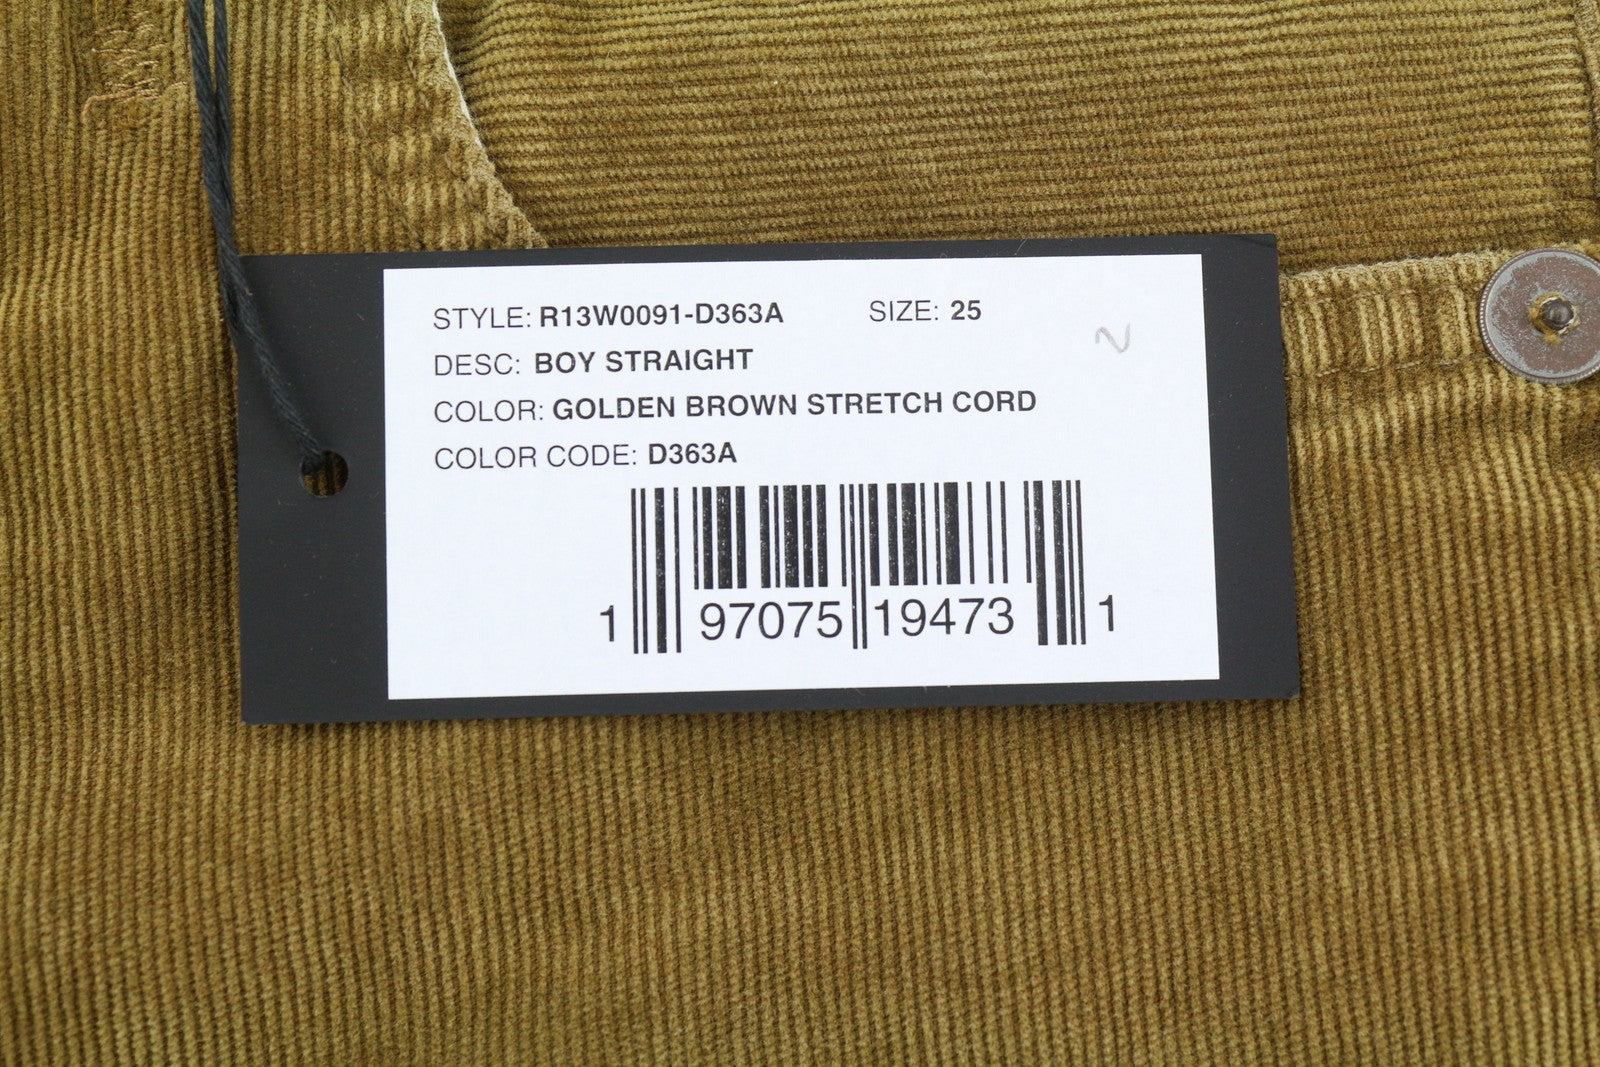 STYLE: R13W0091-D363A SIZE: 25
DESC: BOY STRAIGHT
COLOR: GOLDEN BROWN STRETCH CORD
COLOR CODE: D363A
1 97075 19473 1